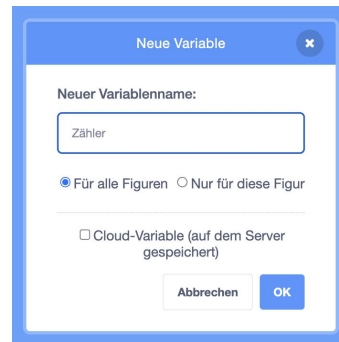 Neue Variable
Neuer Variablenname:
Zähler
Für alle Figuren Nur für diese Figur
Cloud-Variable (auf dem Server
gespeichert)
Abbrechen OK